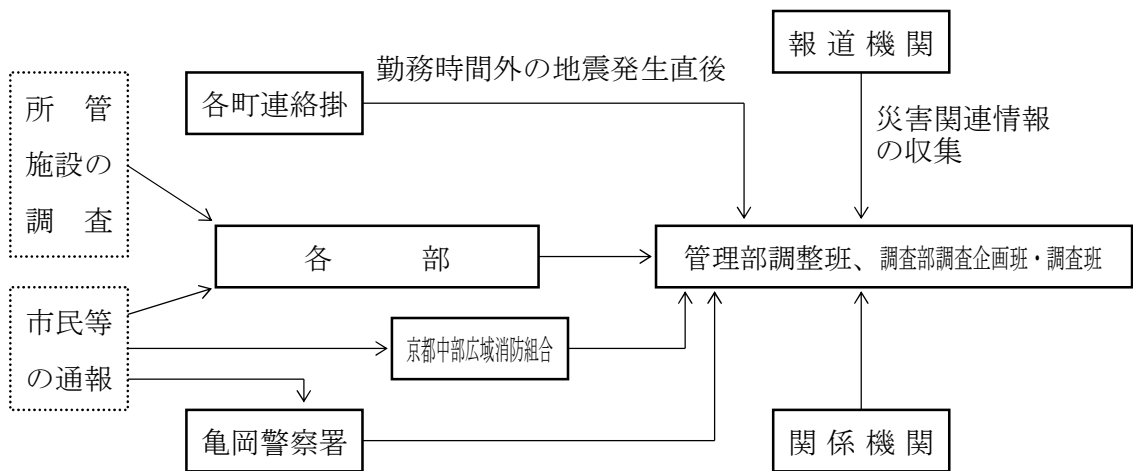 報道機関
勤務時間外の地震発生直後
各町連絡掛
所管
施設の
調査
災害関連情報
の収集
各部
管理部調整班、調査部調査企画班・調査班
市民等
の通報
京都中部広域消防組合
亀岡警察署
関係機関